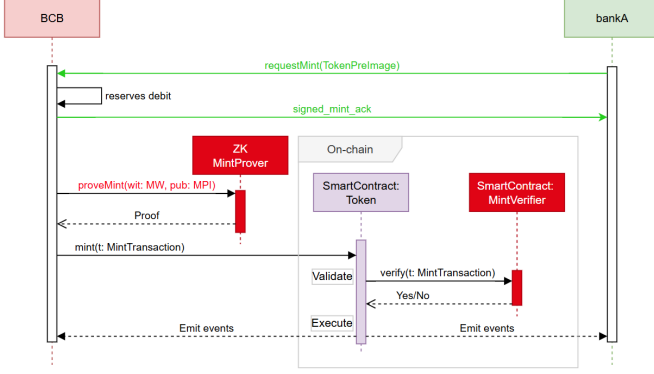 BCB
bankA
requestMint(TokenPreImage)
reserves debit
signed_mint_ack
ZK
MintProver
On-chain
SmartContract:
Token
SmartContract:
MintVerifier
proveMint(wit: MW, pub: MPI)
Proof
mint(t: MintTransaction)
Validate
verify(t: MintTransaction)
Yes/No
Execute
Emit events
Emit events